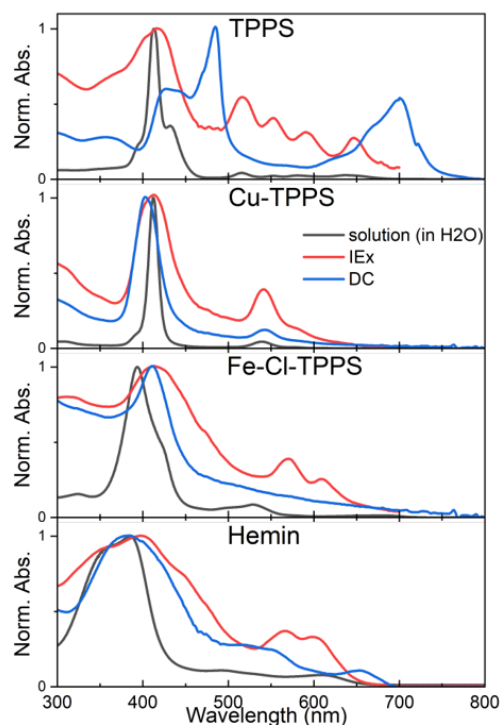 TPPS
Norm. Abs.
1
0
Cu-TPPS
Norm. Abs.
1
0
solution (in H2O)
IEx
DC
Fe-Cl-TPPS
Norm. Abs.
1
0
Hemin
Norm. Abs.
1
0
300 400 500 600 700 800
Wavelength (nm)